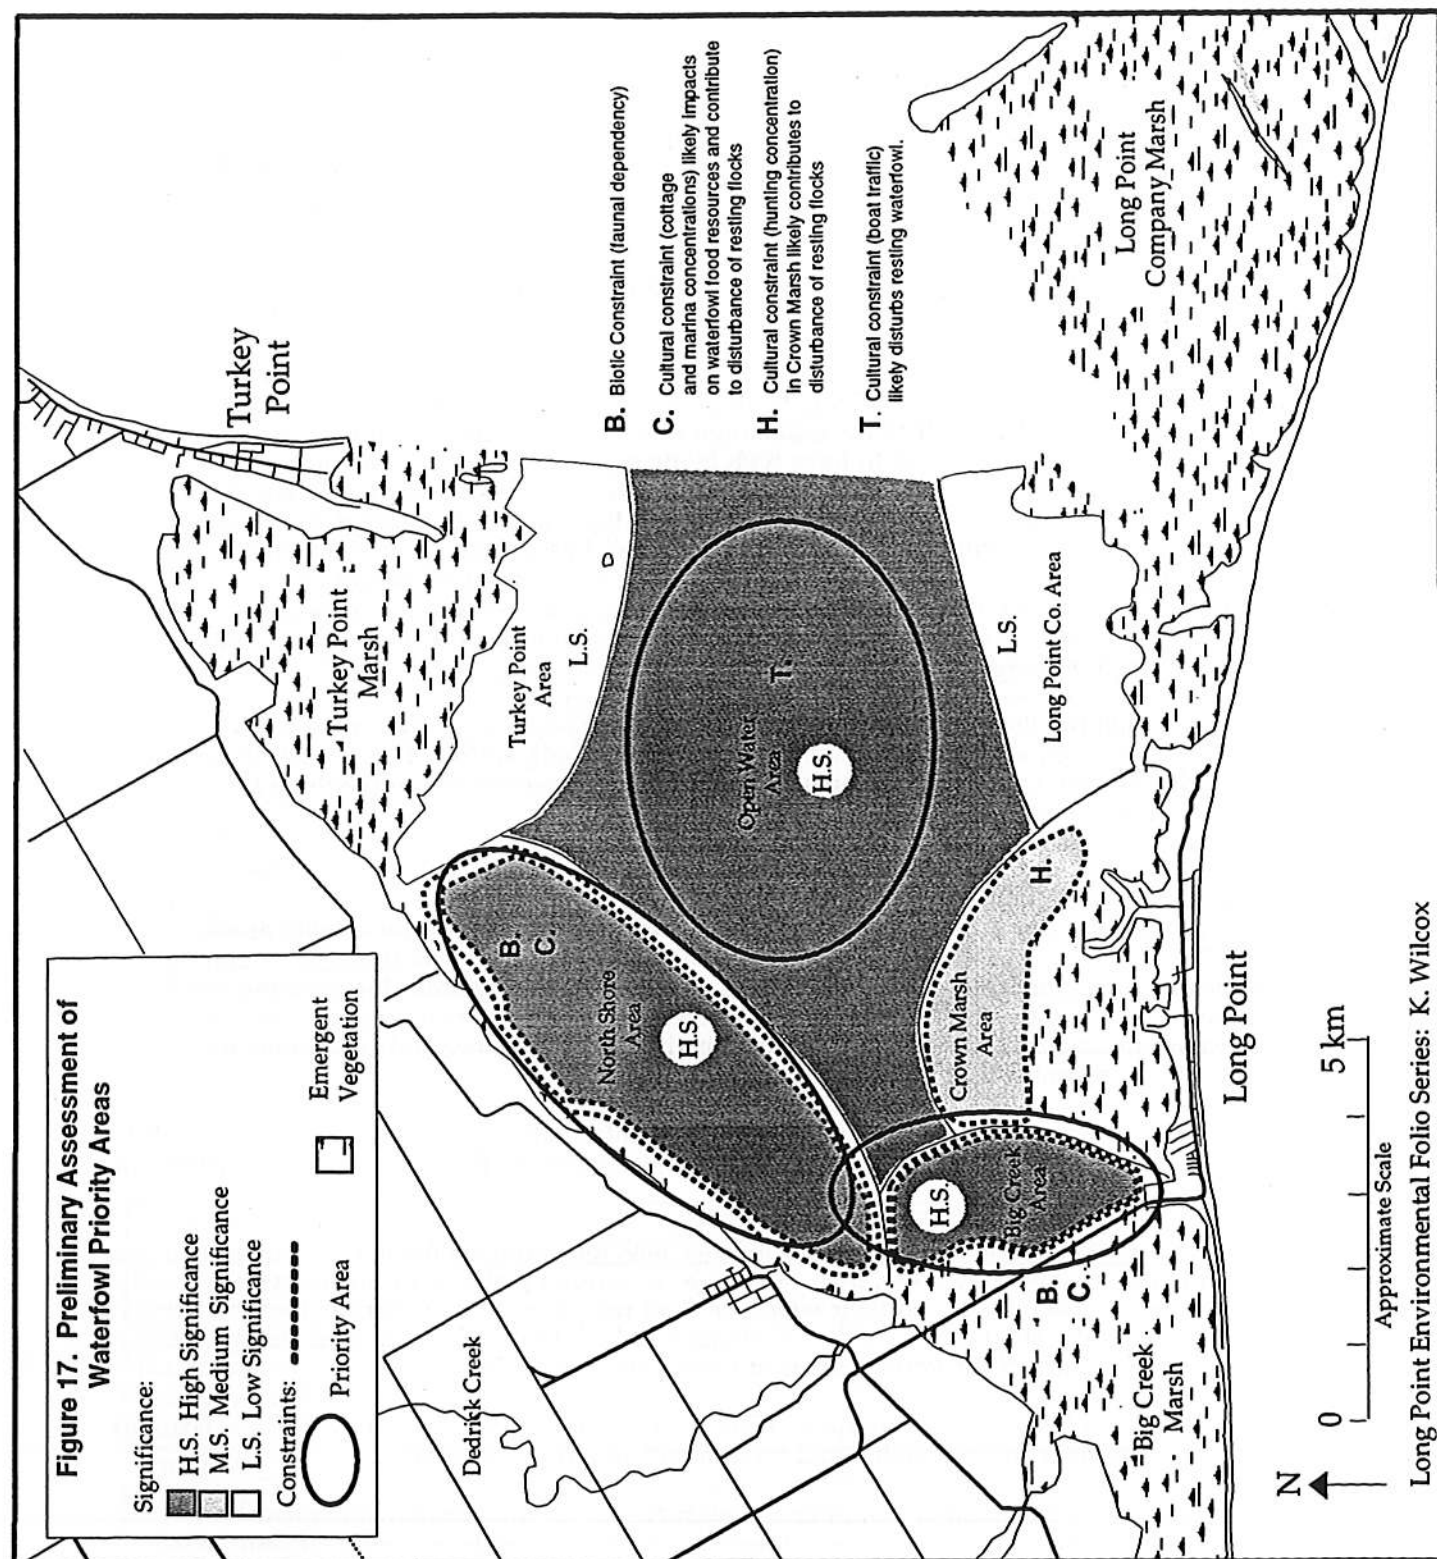 Figure 17. Preliminary Assessment of
Waterfowl Priority Areas
Significance:
H.S. High Significance
M.S. Medium Significance
L.S. Low Significance
Constraints:
Priority Area
Emergent
Vegetation
Turkey
Point
Turkey Point
Marsh
Turkey Point
Area
L.S.
B.
C.
North Shore
Area
H.S.
Open Water
Area
T.
H.S.
Dedrick Creek
H.S.
Big Creek
Area
B.
C.
Big Creek
Marsh
Crown Marsh
Area
H.
L.S.
Long Point Co. Area
Long Point
Company Marsh
Long Point
B. Biotic Constraint (faunal dependency)
C. Cultural constraint (cottage
and marina concentrations) likely impacts
on waterfowl food resources and contribute
to disturbance of resting flocks
H. Cultural constraint (hunting concentration)
in Crown Marsh likely contributes to
disturbance of resting flocks
T. Cultural constraint (boat traffic)
likely disturbs resting waterfowl.
N
0
5 km
Approximate Scale
Long Point Environmental Folio Series: K. Wilcox